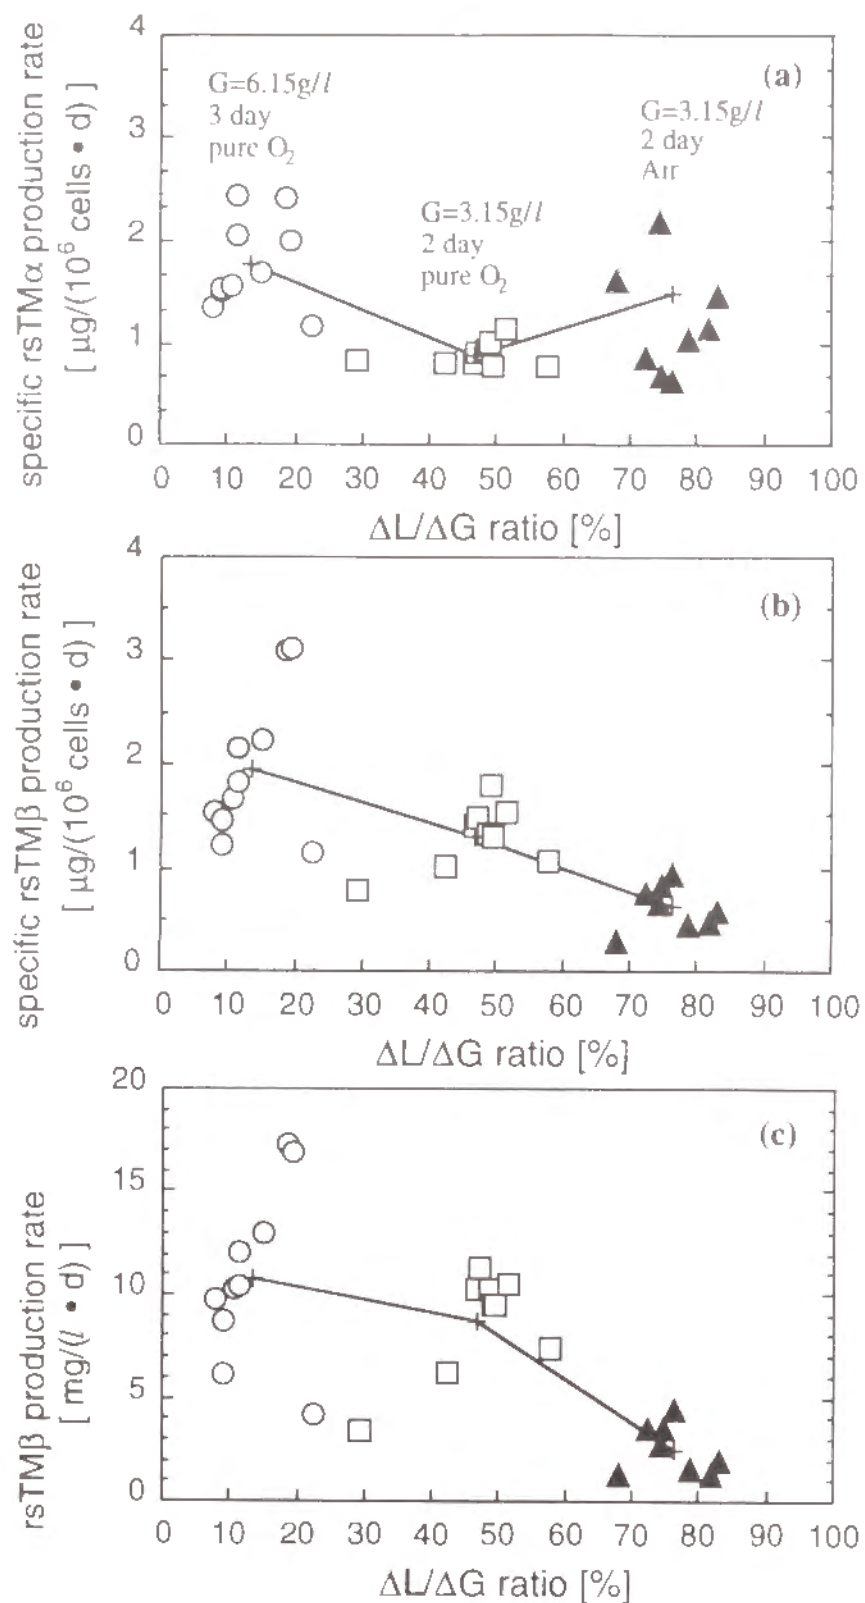 specific rsTMα production rate
[ µg/(10⁶ cells • d) ]
4
3
2
1
0
(a)
G=6.15g/l
3 day
pure O₂
G=3.15g/l
2 day
pure O₂
G=3.15g/l
2 day
Air
0 10 20 30 40 50 60 70 80 90 100
ΔL/ΔG ratio [%]
specific rsTMβ production rate
[ µg/(10⁶ cells • d) ]
4
3
2
1
0
(b)
0 10 20 30 40 50 60 70 80 90 100
ΔL/ΔG ratio [%]
rsTMβ production rate
[ mg/(l • d) ]
20
15
10
5
0
(c)
0 10 20 30 40 50 60 70 80 90 100
ΔL/ΔG ratio [%]